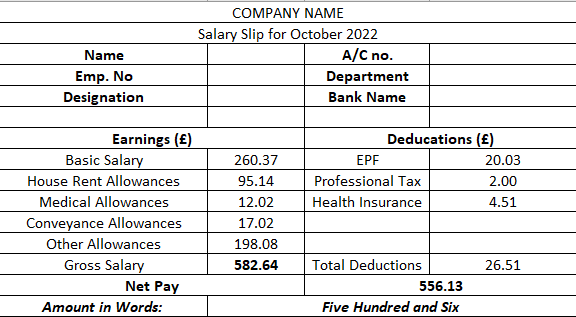 COMPANY NAME
Salary Slip for October 2022
Name A/C no.
Emp. No Department
Designation Bank Name
Earnings (£) Deducations (£)
Basic Salary 260.37 EPF 20.03
House Rent Allowances 95.14 Professional Tax 2.00
Medical Allowances 12.02 Health Insurance 4.51
Conveyance Allowances 17.02
Other Allowances 198.08
Gross Salary 582.64 Total Deductions 26.51
Net Pay 556.13
Amount in Words: Five Hundred and Six